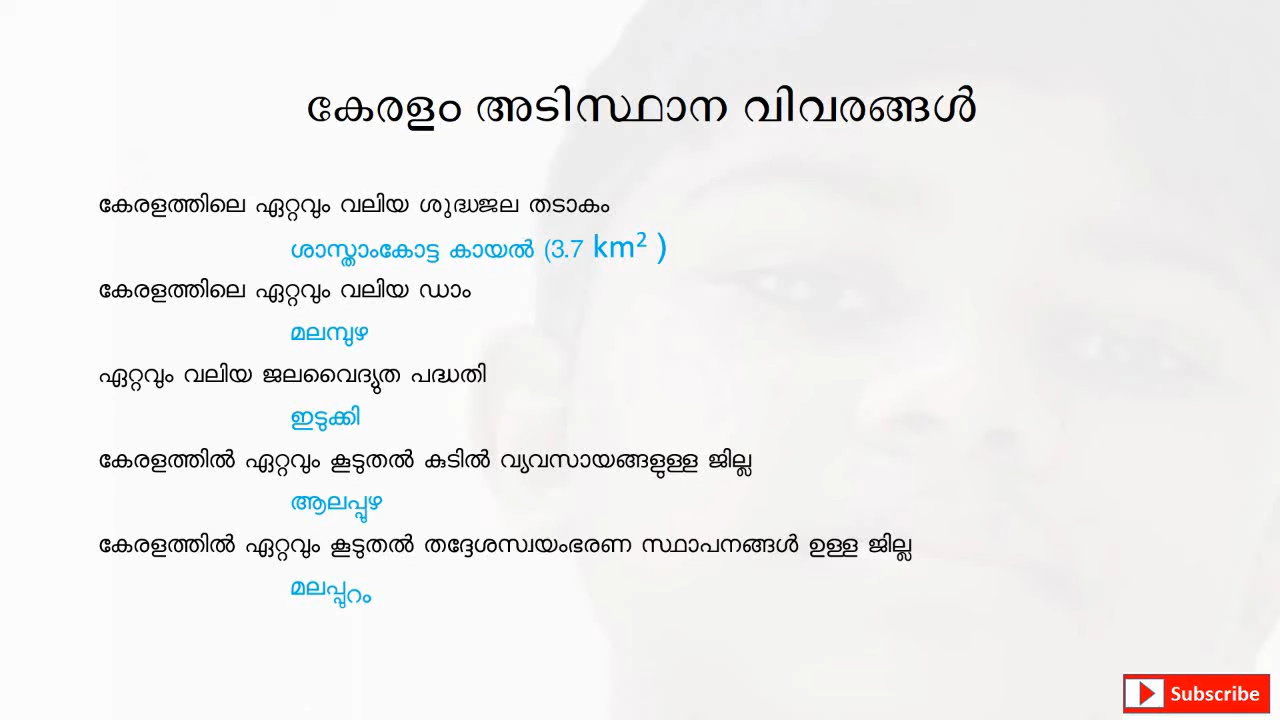 കേരളം അടിസ്ഥാന വിവരങ്ങൾ
കേരളത്തിലെ ഏറ്റവും വലിയ ശുദ്ധജല തടാകം
ശാസ്താംകോട്ട കായൽ (3.7 km² )
കേരളത്തിലെ ഏറ്റവും വലിയ ഡാം
മലമ്പുഴ
ഏറ്റവും വലിയ ജലവൈദ്യുത പദ്ധതി
ഇടുക്കി
കേരളത്തിൽ ഏറ്റവും കൂടുതൽ കുടിൽ വ്യവസായങ്ങളുള്ള ജില്ല
ആലപ്പുഴ
കേരളത്തിൽ ഏറ്റവും കൂടുതൽ തദ്ദേശസ്വയംഭരണ സ്ഥാപനങ്ങൾ ഉള്ള ജില്ല
മലപ്പുറം
Subscribe